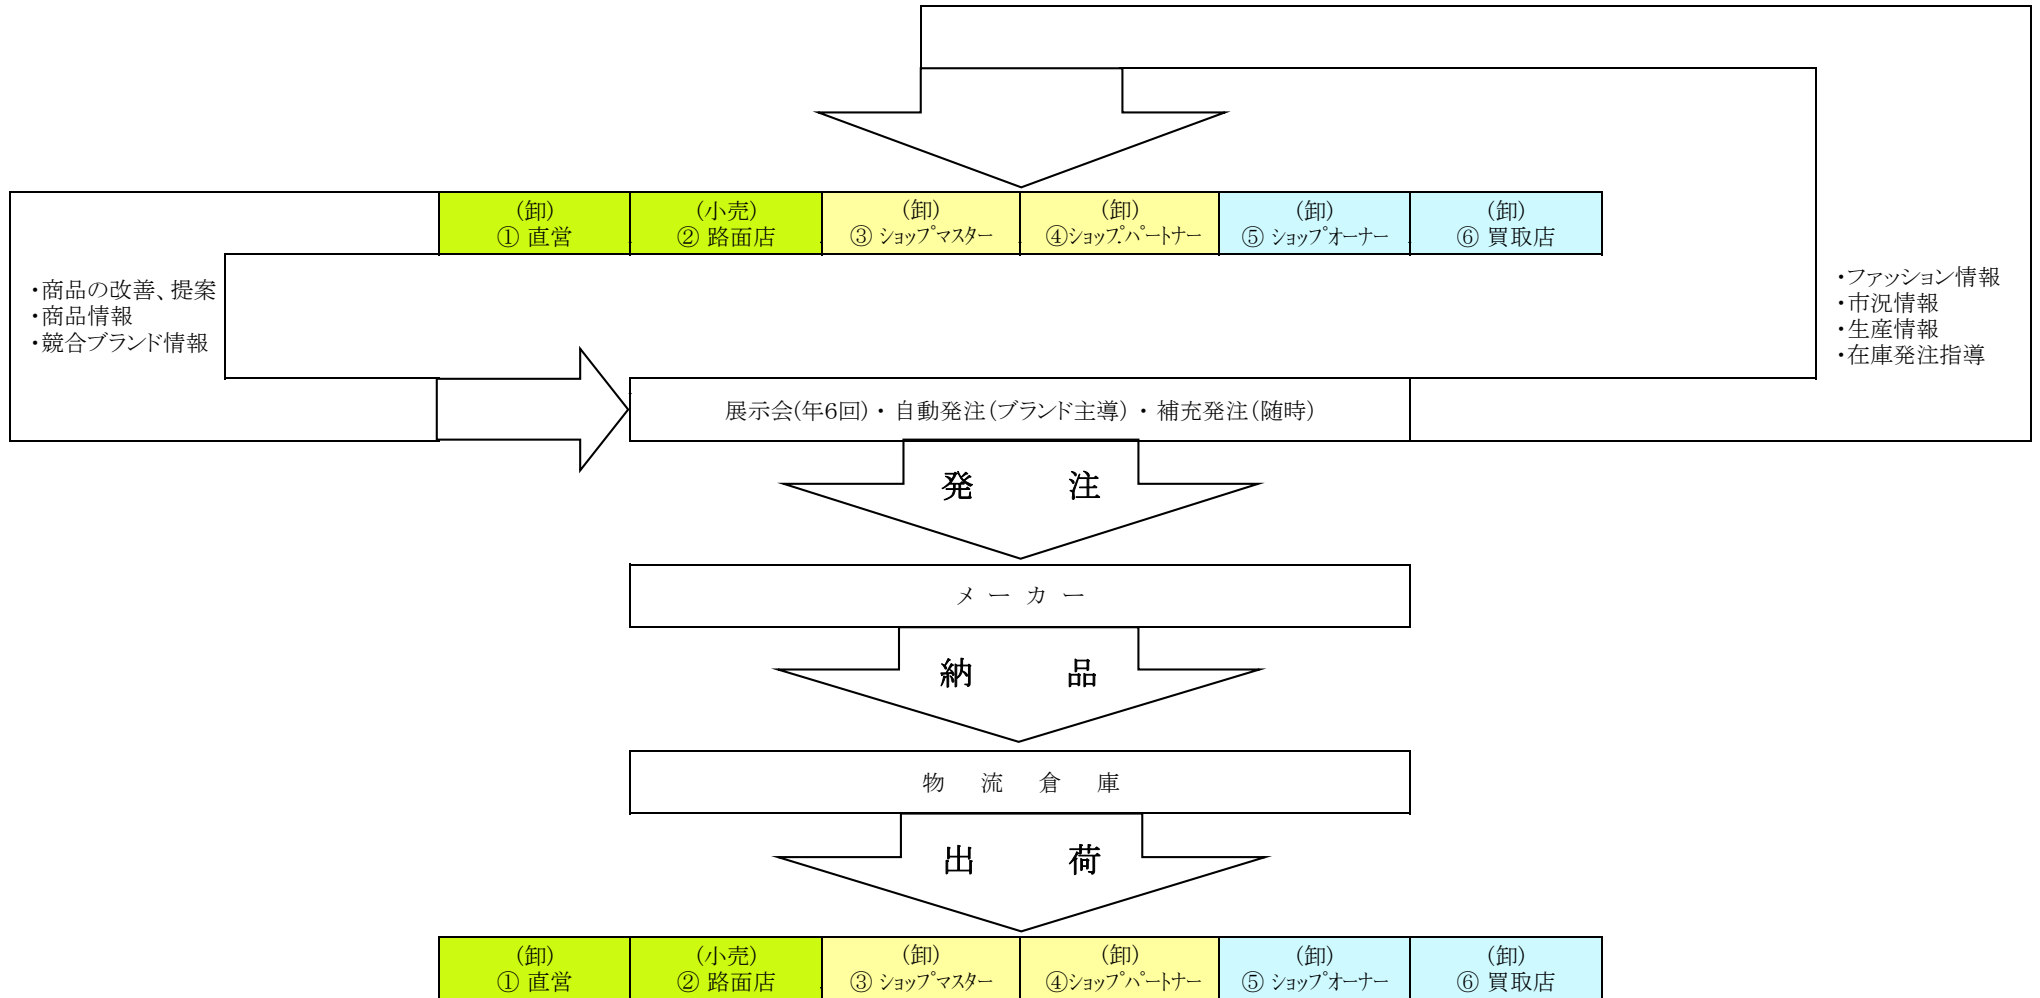 (卸)
① 直営
(小売)
② 路面店
(卸)
③ ショップマスター
(卸)
④ショップパートナー
(卸)
⑤ ショップオーナー
(卸)
⑥ 買取店
・商品の改善、提案
・商品情報
・競合ブランド情報
・ファッション情報
・市況情報
・生産情報
・在庫発注指導
展示会(年6回)・自動発注(ブランド主導)・補充発注(随時)
発 注
メ ー カ ー
納 品
物 流 倉 庫
出 荷
(卸)
① 直営
(小売)
② 路面店
(卸)
③ ショップマスター
(卸)
④ショップパートナー
(卸)
⑤ ショップオーナー
(卸)
⑥ 買取店